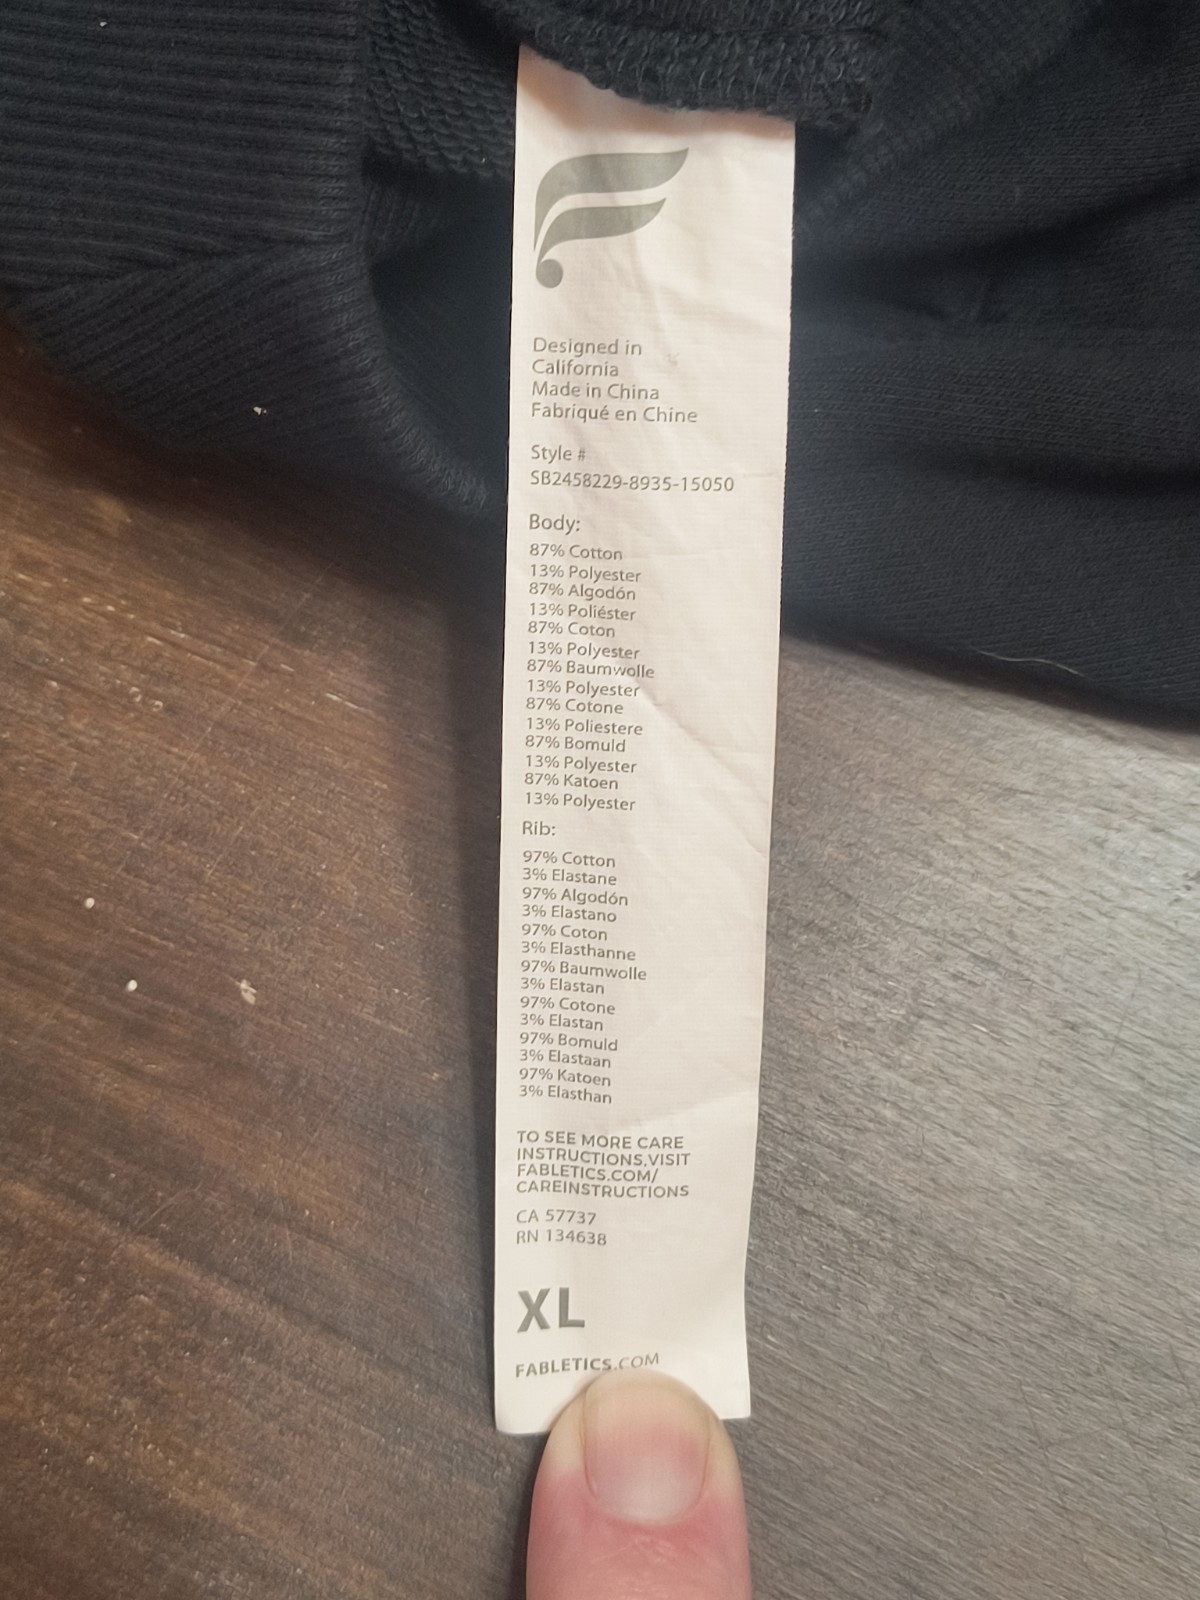 Designed in
California
Made in China
Fabriqué en Chine
Style #
SB2458229-8935-15050
Body:
87% Cotton
13% Polyester
87% Algodón
13% Poliéster
87% Coton
13% Polyester
87% Baumwolle
13% Polyester
87% Cotone
13% Poliestere
87% Bomuld
13% Polyester
87% Katoen
13% Polyester
Rib:
97% Cotton
3% Elastane
97% Algodón
3% Elastano
97% Coton
3% Elasthanne
97% Baumwolle
3% Elastan
97% Cotone
3% Elastan
97% Bomuld
3% Elastaan
97% Katoen
3% Elasthan
TO SEE MORE CARE
INSTRUCTIONS,VISIT
FABLETICS.COM/
CAREINSTRUCTIONS
CA 57737
RN 134638
XL
FABLETICS.COM